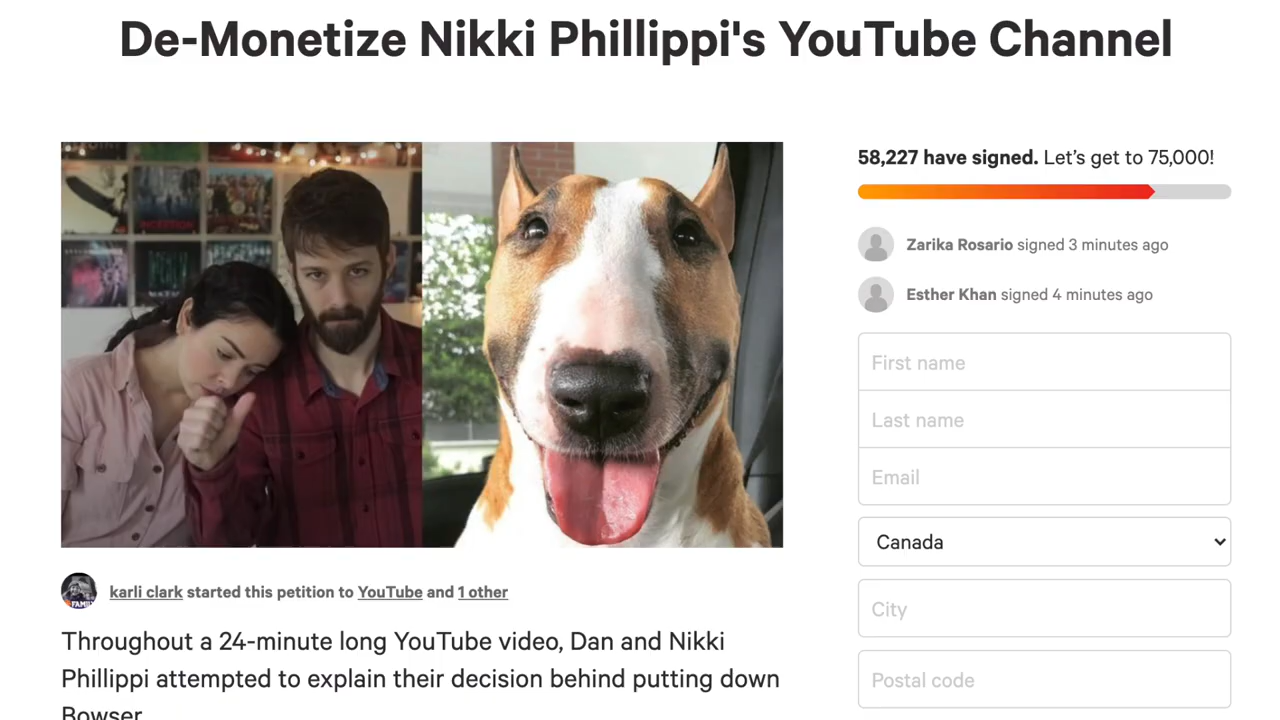 De-Monetize Nikki Phillippi's YouTube Channel
58,227 have signed. Let's get to 75,000!
Zarika Rosario signed 3 minutes ago
Esther Khan signed 4 minutes ago
First name
Last name
Email
Canada
City
Postal code
INCEPTION
FAMILY
karli clark started this petition to YouTube and 1 other
Throughout a 24-minute long YouTube video, Dan and Nikki
Phillippi attempted to explain their decision behind putting down
Bowser